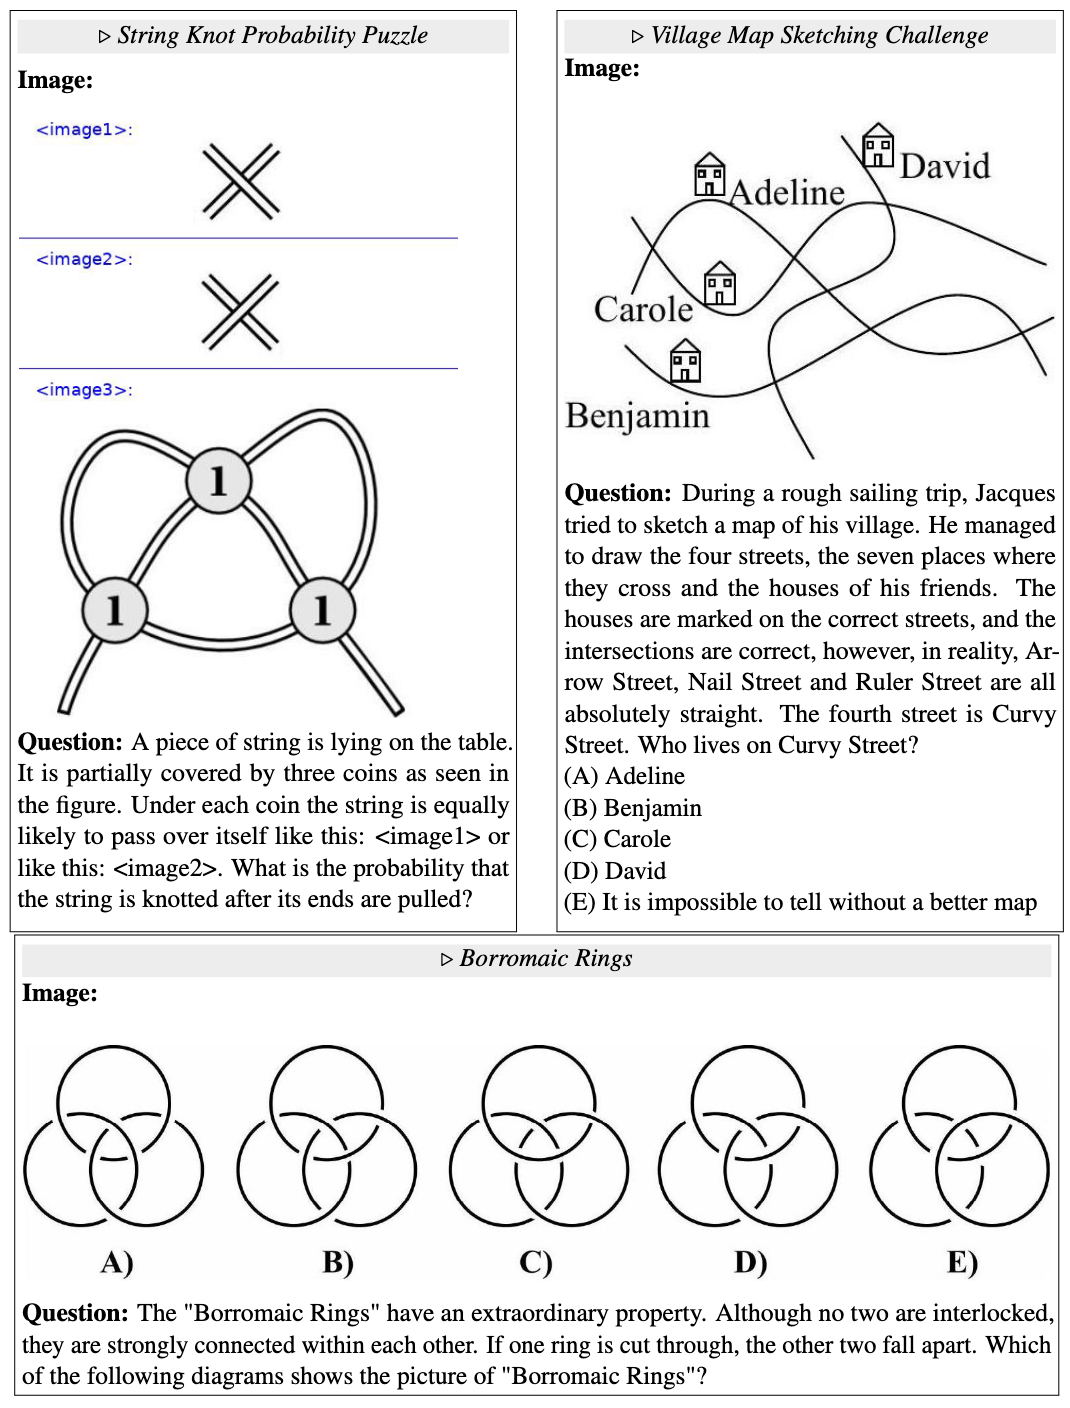 ▷ String Knot Probability Puzzle
Image:
<image1>:
<image2>:
<image3>:
1
1
1
Question: A piece of string is lying on the table.
It is partially covered by three coins as seen in
the figure. Under each coin the string is equally
likely to pass over itself like this: <image1> or
like this: <image2>. What is the probability that
the string is knotted after its ends are pulled?
▷ Village Map Sketching Challenge
Image:
David
Adeline
Carole
Benjamin
Question: During a rough sailing trip, Jacques
tried to sketch a map of his village. He managed
to draw the four streets, the seven places where
they cross and the houses of his friends. The
houses are marked on the correct streets, and the
intersections are correct, however, in reality, Ar-
row Street, Nail Street and Ruler Street are all
absolutely straight. The fourth street is Curvy
Street. Who lives on Curvy Street?
(A) Adeline
(B) Benjamin
(C) Carole
(D) David
(E) It is impossible to tell without a better map
▷ Borromaic Rings
Image:
A)
B)
C)
D)
E)
Question: The "Borromaic Rings" have an extraordinary property. Although no two are interlocked,
they are strongly connected within each other. If one ring is cut through, the other two fall apart. Which
of the following diagrams shows the picture of "Borromaic Rings"?